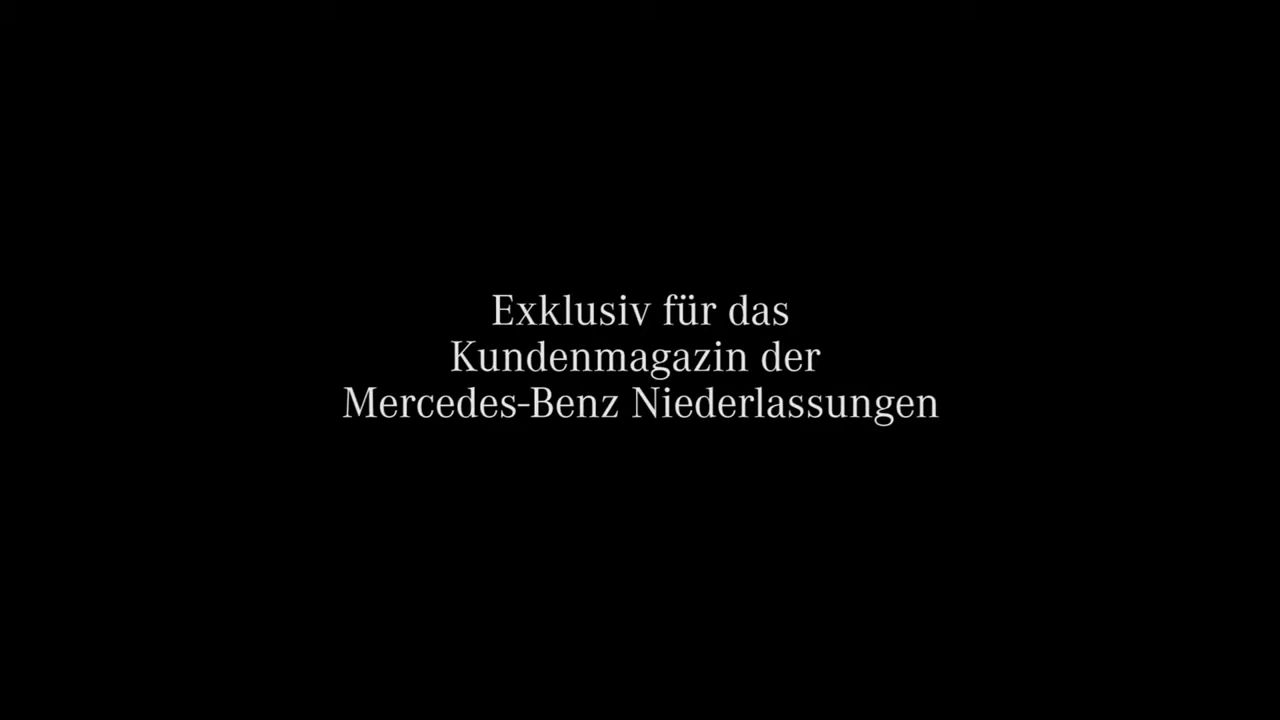 Exklusiv für das
Kundenmagazin der
Mercedes-Benz Niederlassungen